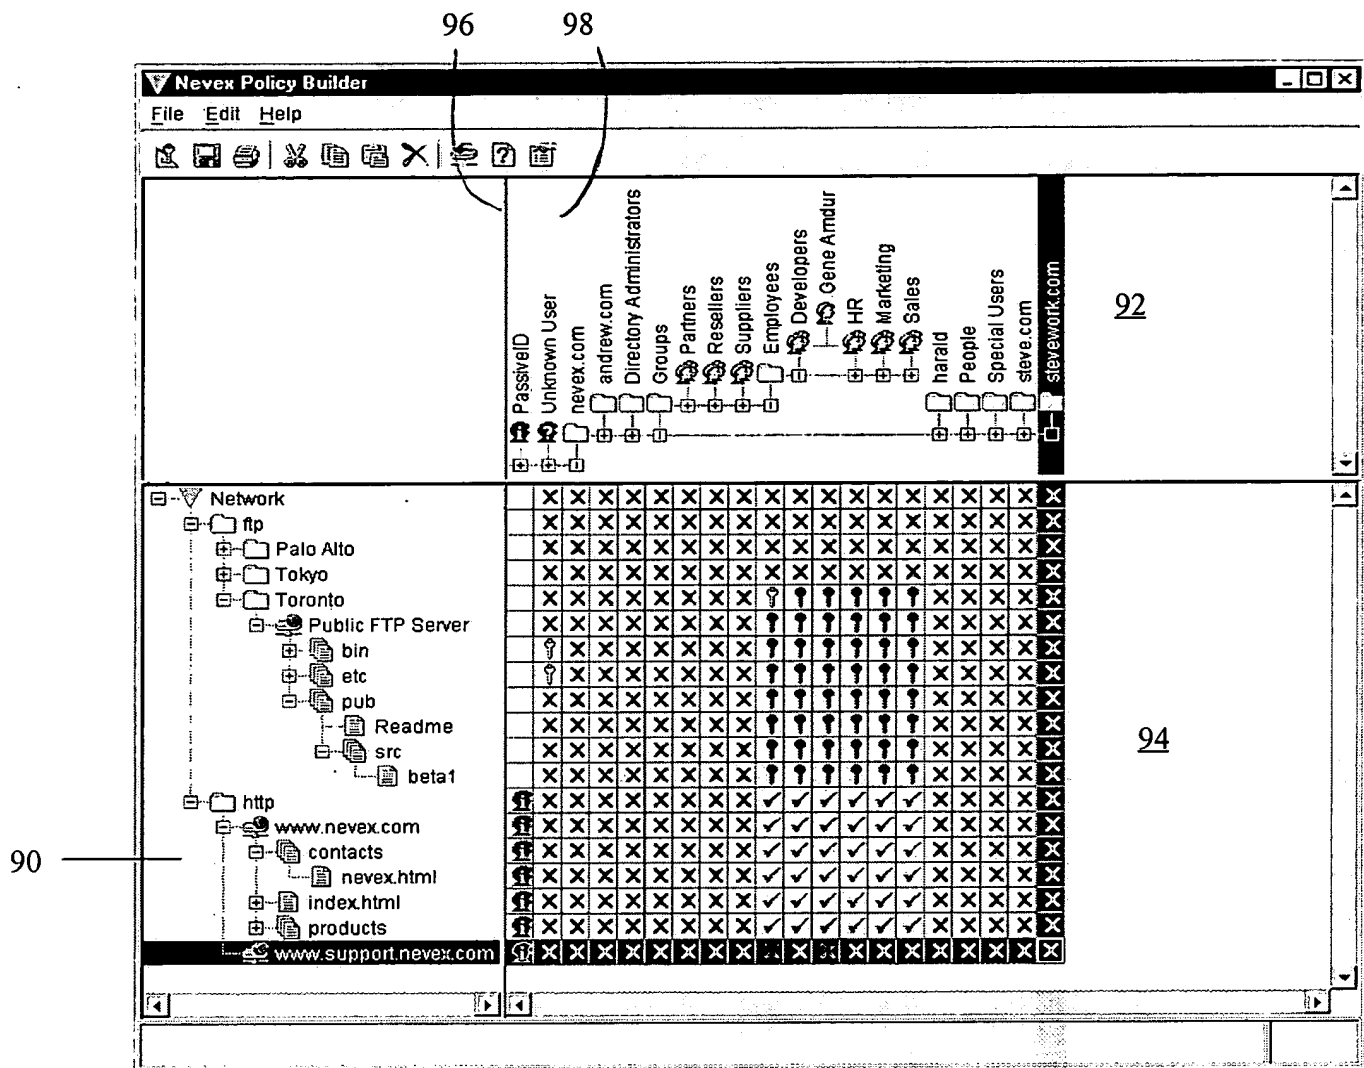 96 98
Nevex Policy Builder
File Edit Help
PassiveID
Unknown User
nevex.com
andrew.com
Directory Administrators
Groups
Partners
Resellers
Suppliers
Employees
Developers
Gene Amdur
HR
Marketing
Sales
harald
People
Special Users
steve.com
stevework.com
92
Network
ftp
Palo Alto
Tokyo
Toronto
Public FTP Server
bin
etc
pub
Readme
src
beta1
94
http
www.nevex.com
90
contacts
nevex.html
index.html
products
www.support.nevex.com